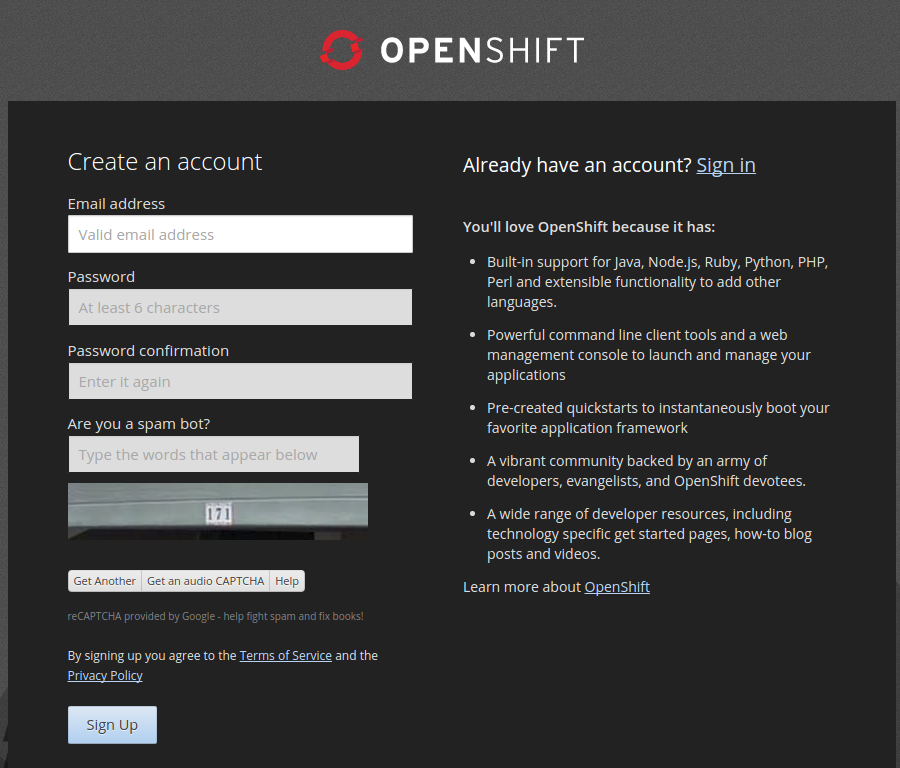 OPENSHIFT
Create an account
Email address
Valid email address
Password
At least 6 characters
Password confirmation
Enter it again
Are you a spam bot?
Type the words that appear below
171
Get Another Get an audio CAPTCHA Help
reCAPTCHA provided by Google - help fight spam and fix books!
By signing up you agree to the Terms of Service and the
Privacy Policy
Sign Up
Already have an account? Sign in
You'll love OpenShift because it has:
• Built-in support for Java, Node.js, Ruby, Python, PHP,
Perl and extensible functionality to add other
languages.
• Powerful command line client tools and a web
management console to launch and manage your
applications
• Pre-created quickstarts to instantaneously boot your
favorite application framework
• A vibrant community backed by an army of
developers, evangelists, and OpenShift devotees.
• A wide range of developer resources, including
technology specific get started pages, how-to blog
posts and videos.
Learn more about OpenShift